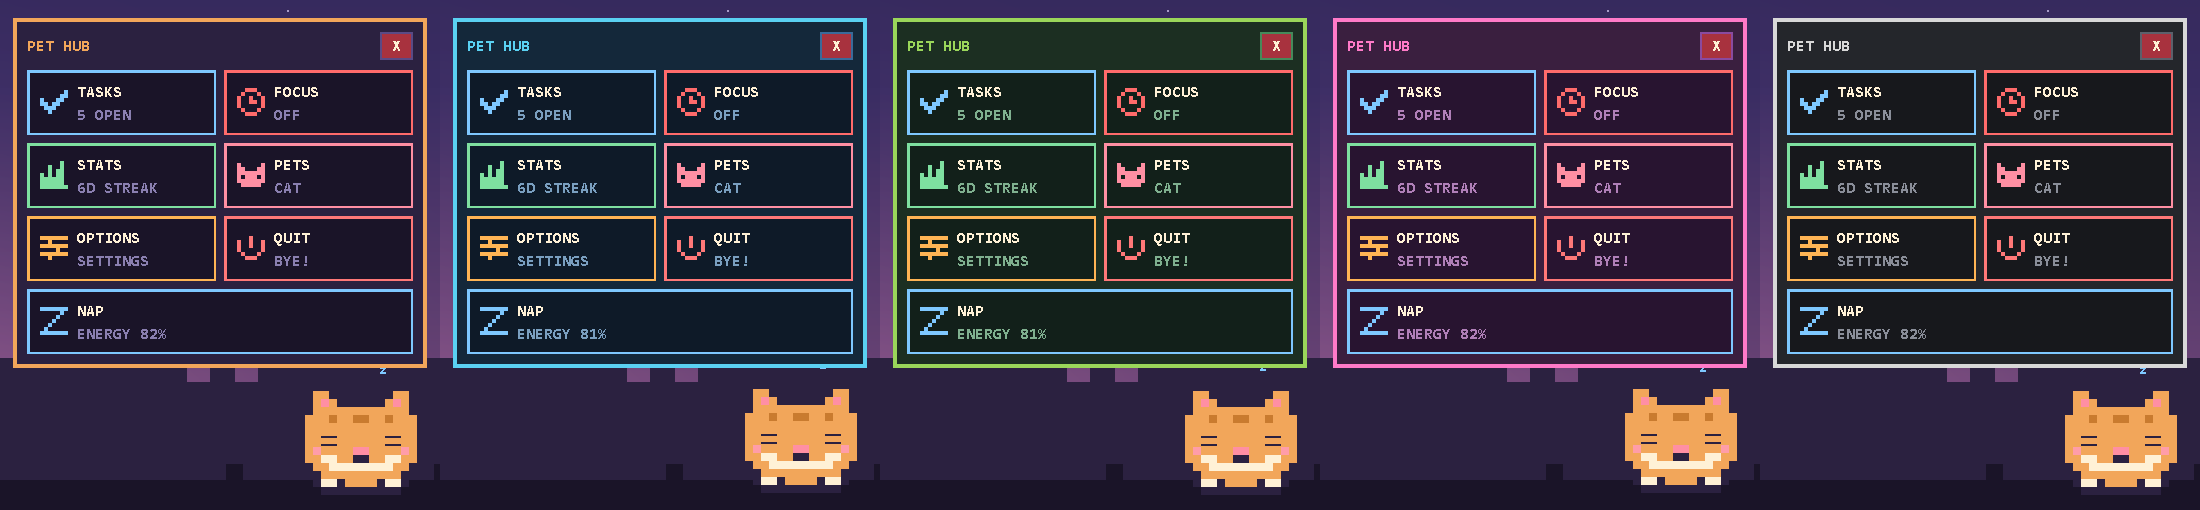 PET HUB X
TASKS FOCUS
5 OPEN OFF
STATS PETS
6D STREAK CAT
OPTIONS QUIT
SETTINGS BYE!
NAP
ENERGY 82%
z
PET HUB X
TASKS FOCUS
5 OPEN OFF
STATS PETS
6D STREAK CAT
OPTIONS QUIT
SETTINGS BYE!
NAP
ENERGY 81%
PET HUB X
TASKS FOCUS
5 OPEN OFF
STATS PETS
6D STREAK CAT
OPTIONS QUIT
SETTINGS BYE!
NAP
ENERGY 81%
z
PET HUB X
TASKS FOCUS
5 OPEN OFF
STATS PETS
6D STREAK CAT
OPTIONS QUIT
SETTINGS BYE!
NAP
ENERGY 82%
z
PET HUB X
TASKS FOCUS
5 OPEN OFF
STATS PETS
6D STREAK CAT
OPTIONS QUIT
SETTINGS BYE!
NAP
ENERGY 82%
z